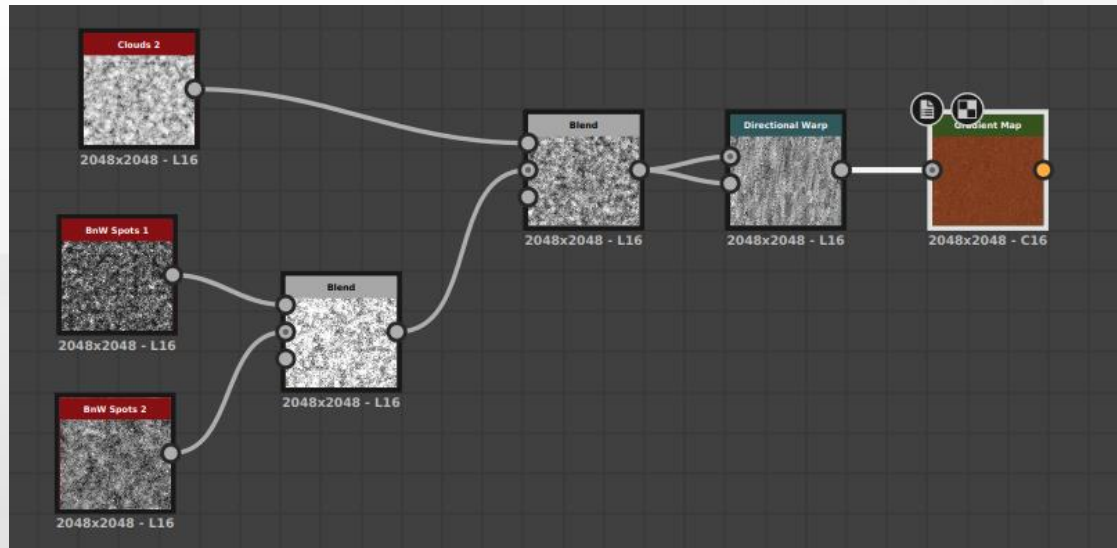 Clouds 2
2048x2048 - L16
BnW Spots 1
2048x2048 - L16
BnW Spots 2
2048x2048 - L16
Blend
2048x2048 - L16
Blend
2048x2048 - L16
Directional Warp
2048x2048 - L16
Gradient Map
2048x2048 - C16